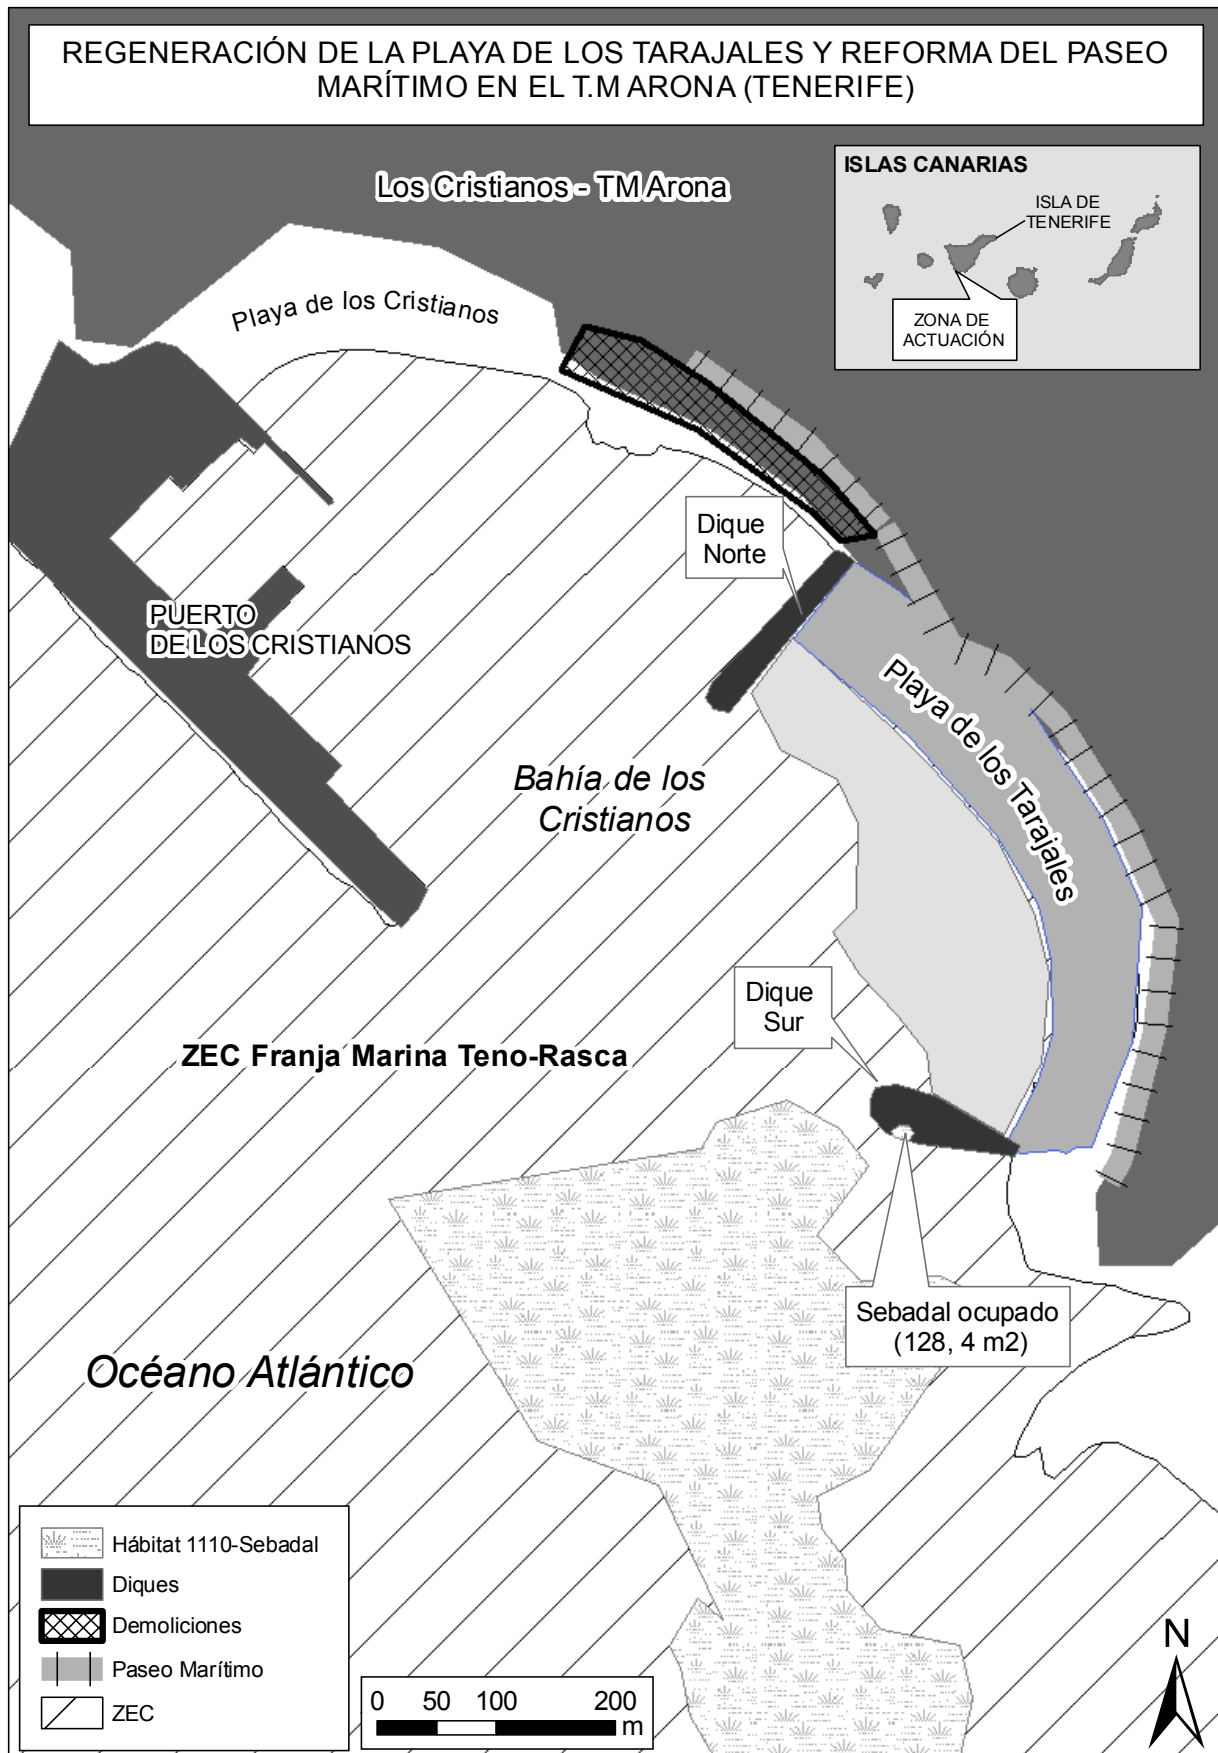 REGENERACIÓN DE LA PLAYA DE LOS TARAJALES Y REFORMA DEL PASEO
MARÍTIMO EN EL T.M ARONA (TENERIFE)
Los Cristianos - TM Arona
ISLAS CANARIAS
ISLA DE
TENERIFE
ZONA DE
ACTUACIÓN
Playa de los Cristianos
Dique
Norte
PUERTO
DE LOS CRISTIANOS
Playa de los Tarajales
Bahía de los
Cristianos
Dique
Sur
ZEC Franja Marina Teno-Rasca
Sebadal ocupado
(128, 4 m2)
Océano Atlántico
Hábitat 1110-Sebadal
Diques
Demoliciones
Paseo Marítimo
ZEC
0 50 100 200
m
N